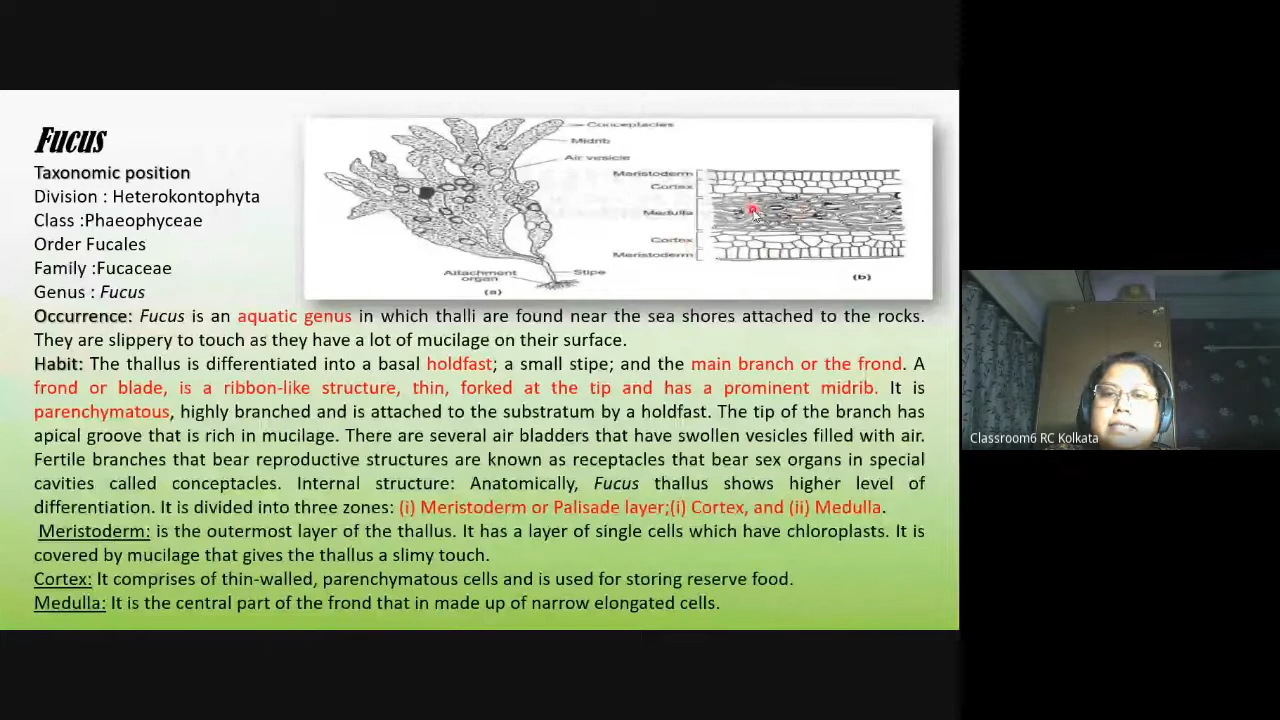 Fucus
Taxonomic position
Division : Heterokontophyta
Class :Phaeophyceae
Order Fucales
Family :Fucaceae
Genus : Fucus
Conceptacles
Midrib
Air vesicle
Attachment
organ
Stipe
(a)
Meristoderm
Cortex
Medulla
Cortex
Meristoderm
(b)
Occurrence: Fucus is an aquatic genus in which thalli are found near the sea shores attached to the rocks.
They are slippery to touch as they have a lot of mucilage on their surface.
Habit: The thallus is differentiated into a basal holdfast; a small stipe; and the main branch or the frond. A
frond or blade, is a ribbon-like structure, thin, forked at the tip and has a prominent midrib. It is
parenchymatous, highly branched and is attached to the substratum by a holdfast. The tip of the branch has
apical groove that is rich in mucilage. There are several air bladders that have swollen vesicles filled with air.
Fertile branches that bear reproductive structures are known as receptacles that bear sex organs in special
cavities called conceptacles. Internal structure: Anatomically, Fucus thallus shows higher level of
differentiation. It is divided into three zones: (i) Meristoderm or Palisade layer;(i) Cortex, and (ii) Medulla.
Meristoderm: is the outermost layer of the thallus. It has a layer of single cells which have chloroplasts. It is
covered by mucilage that gives the thallus a slimy touch.
Cortex: It comprises of thin-walled, parenchymatous cells and is used for storing reserve food.
Medulla: It is the central part of the frond that in made up of narrow elongated cells.
Classroom6 RC Kolkata